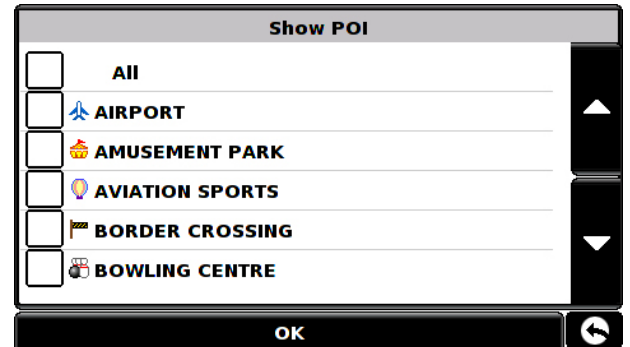 Show POI
All
AIRPORT
AMUSEMENT PARK
AVIATION SPORTS
BORDER CROSSING
BOWLING CENTRE
OK